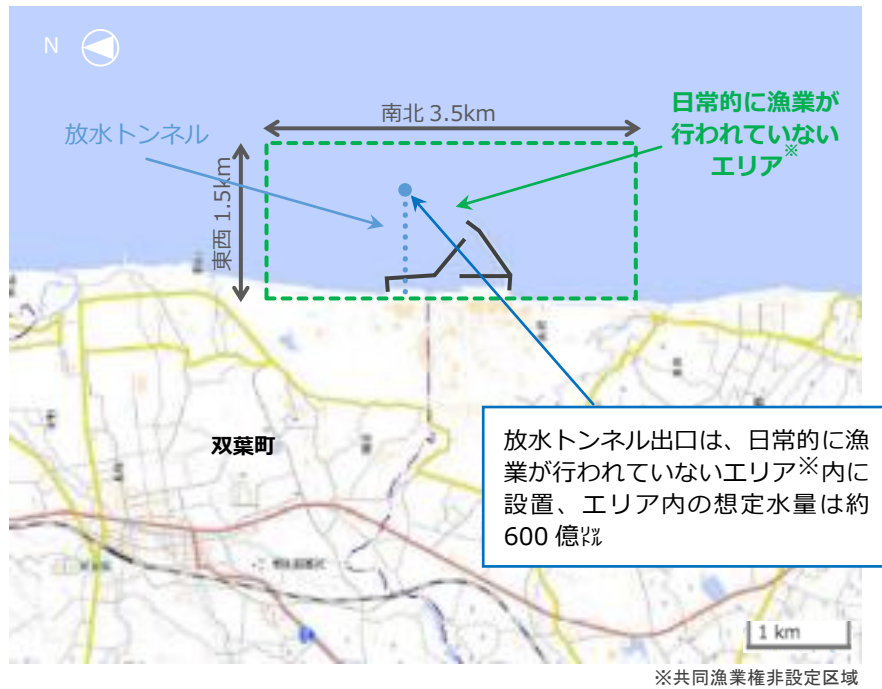 N
南北 3.5km
放水トンネル
日常的に漁業が
行われていない
エリア※
東西 1.5km
双葉町
放水トンネル出口は、日常的に漁
業が行われていないエリア※内に
設置、エリア内の想定水量は約
600 億㍑
1 km
※共同漁業権非設定区域